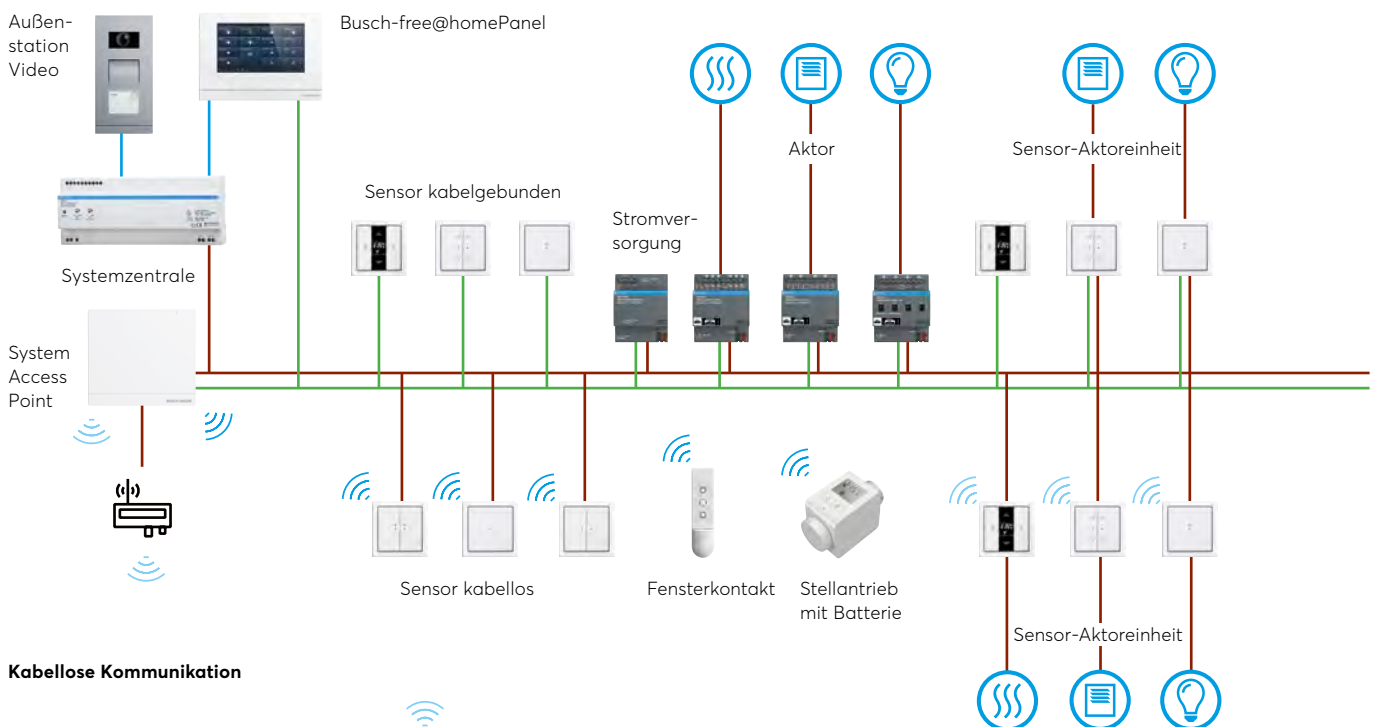 Außen-
station
Video
Busch-free@homePanel
Aktor
Sensor-Aktoreinheit
Sensor kabelgebunden
Stromver-
sorgung
Systemzentrale
System
Access
Point
Sensor kabellos
Fensterkontakt
Stellantrieb
mit Batterie
Sensor-Aktoreinheit
Kabellose Kommunikation